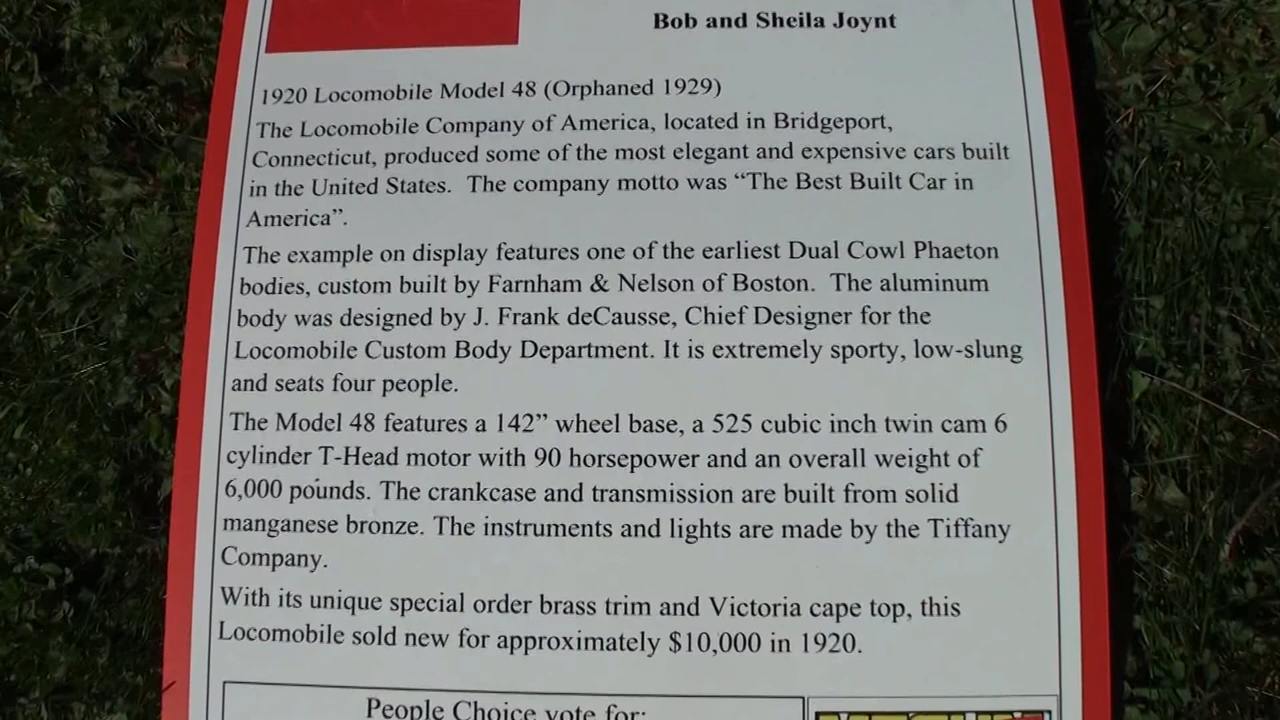 Bob and Sheila Joynt
1920 Locomobile Model 48 (Orphaned 1929)
The Locomobile Company of America, located in Bridgeport,
Connecticut, produced some of the most elegant and expensive cars built
in the United States.  The company motto was “The Best Built Car in
America”.
The example on display features one of the earliest Dual Cowl Phaeton
bodies, custom built by Farnham & Nelson of Boston.  The aluminum
body was designed by J. Frank deCausse, Chief Designer for the
Locomobile Custom Body Department. It is extremely sporty, low-slung
and seats four people.
The Model 48 features a 142” wheel base, a 525 cubic inch twin cam 6
cylinder T-Head motor with 90 horsepower and an overall weight of
6,000 pounds. The crankcase and transmission are built from solid
manganese bronze. The instruments and lights are made by the Tiffany
Company.
With its unique special order brass trim and Victoria cape top, this
Locomobile sold new for approximately $10,000 in 1920.
People Choice vote for: